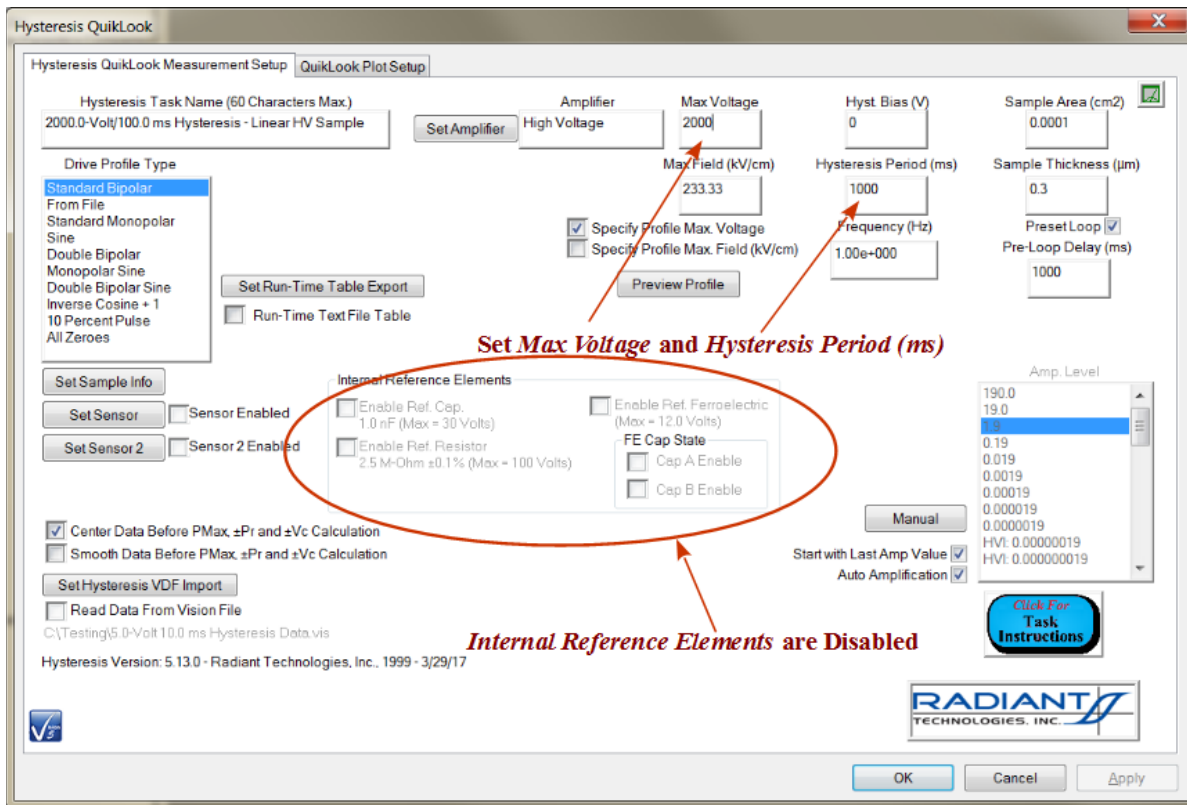 Hysteresis QuikLook
Hysteresis QuikLook Measurement Setup
QuikLook Plot Setup
Hysteresis Task Name (60 Characters Max.)
2000.0-Volt/100.0 ms Hysteresis - Linear HV Sample
Set Amplifier
Amplifier
High Voltage
Max Voltage
2000
Hyst. Bias (V)
0
Sample Area (cm2)
0.0001
Drive Profile Type
Standard Bipolar
From File
Standard Monopolar
Sine
Double Bipolar
Monopolar Sine
Double Bipolar Sine
Inverse Cosine + 1
10 Percent Pulse
All Zeroes
Max Field (kV/cm)
233.33
Hysteresis Period (ms)
1000
Sample Thickness (µm)
0.3
Specify Profile Max. Voltage
Specify Profile Max. Field (kV/cm)
Frequency (Hz)
1.00e+000
Preset Loop
Pre-Loop Delay (ms)
1000
Set Run-Time Table Export
Run-Time Text File Table
Preview Profile
Set Max Voltage and Hysteresis Period (ms)
Set Sample Info
Set Sensor
Sensor Enabled
Set Sensor 2
Sensor 2 Enabled
Internal Reference Elements
Enable Ref. Cap.
1.0 nF (Max = 30 Volts)
Enable Ref. Resistor
2.5 M-Ohm ±0.1% (Max = 100 Volts)
Enable Ref. Ferroelectric
(Max = 12.0 Volts)
FE Cap State
Cap A Enable
Cap B Enable
Amp. Level
190.0
19.0
1.9
0.19
0.019
0.0019
0.00019
0.000019
0.0000019
HVI: 0.00000019
HVI: 0.000000019
Manual
Start with Last Amp Value
Auto Amplification
Center Data Before PMax, ±Pr and ±Vc Calculation
Smooth Data Before PMax, ±Pr and ±Vc Calculation
Set Hysteresis VDF Import
Read Data From Vision File
C:\Testing\5.0-Volt 10.0 ms Hysteresis Data.vis
Internal Reference Elements are Disabled
Click For
Task
Instructions
Hysteresis Version: 5.13.0 - Radiant Technologies, Inc., 1999 - 3/29/17
RADIANT
TECHNOLOGIES, INC.
OK
Cancel
Apply